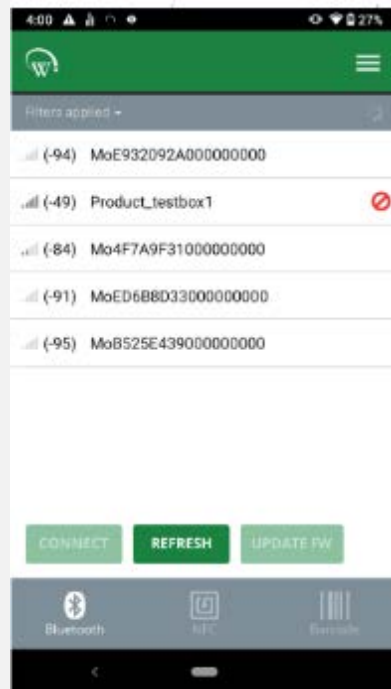 4:00 27%
W
Filters applied
(-94) MoE932092A000000000
(-49) Product_testbox1
(-84) Mo4F7A9F31000000000
(-91) MoED6B8D33000000000
(-95) MoB525E439000000000
CONNECT REFRESH UPDATE FW
Bluetooth NFC Barcode